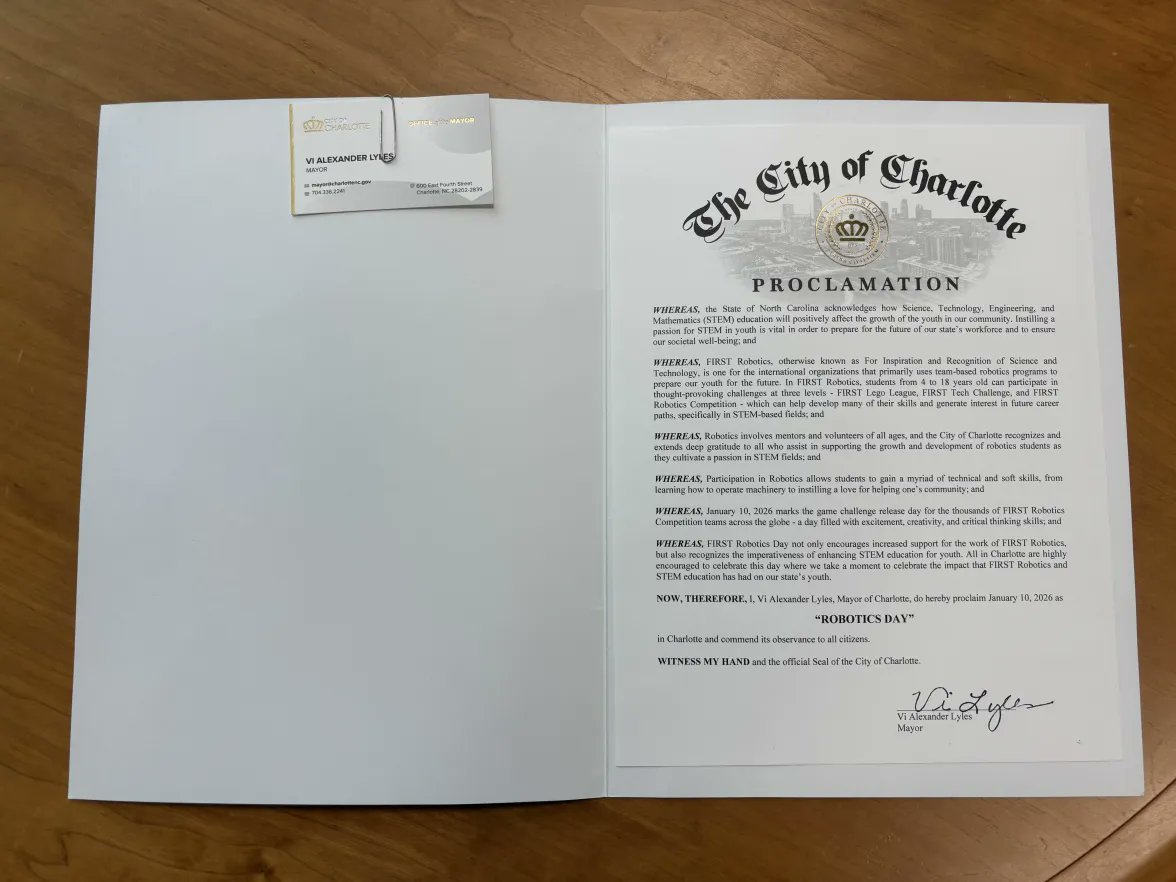 CITY OF
CHARLOTTE
OFFICE OF THE MAYOR
VI ALEXANDER LYLES
MAYOR
mayor@charlottenc.gov
704.336.2241
600 East Fourth Street
Charlotte, NC 28202-2839
The City of Charlotte
CITY OF CHARLOTTE
PROCLAMATION
WHEREAS, the State of North Carolina acknowledges how Science, Technology, Engineering, and
Mathematics (STEM) education will positively affect the growth of the youth in our community. Instilling a
passion for STEM in youth is vital in order to prepare for the future of our state's workforce and to ensure
our societal well-being; and
WHEREAS, FIRST Robotics, otherwise known as For Inspiration and Recognition of Science and
Technology, is one for the international organizations that primarily uses team-based robotics programs to
prepare our youth for the future. In FIRST Robotics, students from 4 to 18 years old can participate in
thought-provoking challenges at three levels - FIRST Lego League, FIRST Tech Challenge, and FIRST
Robotics Competition - which can help develop many of their skills and generate interest in future career
paths, specifically in STEM-based fields; and
WHEREAS, Robotics involves mentors and volunteers of all ages, and the City of Charlotte recognizes and
extends deep gratitude to all who assist in supporting the growth and development of robotics students as
they cultivate a passion in STEM fields; and
WHEREAS, Participation in Robotics allows students to gain a myriad of technical and soft skills, from
learning how to operate machinery to instilling a love for helping one's community; and
WHEREAS, January 10, 2026 marks the game challenge release day for the thousands of FIRST Robotics
Competition teams across the globe - a day filled with excitement, creativity, and critical thinking skills; and
WHEREAS, FIRST Robotics Day not only encourages increased support for the work of FIRST Robotics,
but also recognizes the imperativeness of enhancing STEM education for youth. All in Charlotte are highly
encouraged to celebrate this day where we take a moment to celebrate the impact that FIRST Robotics and
STEM education has had on our state's youth.
NOW, THEREFORE, I, Vi Alexander Lyles, Mayor of Charlotte, do hereby proclaim January 10, 2026 as
"ROBOTICS DAY"
in Charlotte and commend its observance to all citizens.
WITNESS MY HAND and the official Seal of the City of Charlotte.
Vi Lyles
Vi Alexander Lyles
Mayor